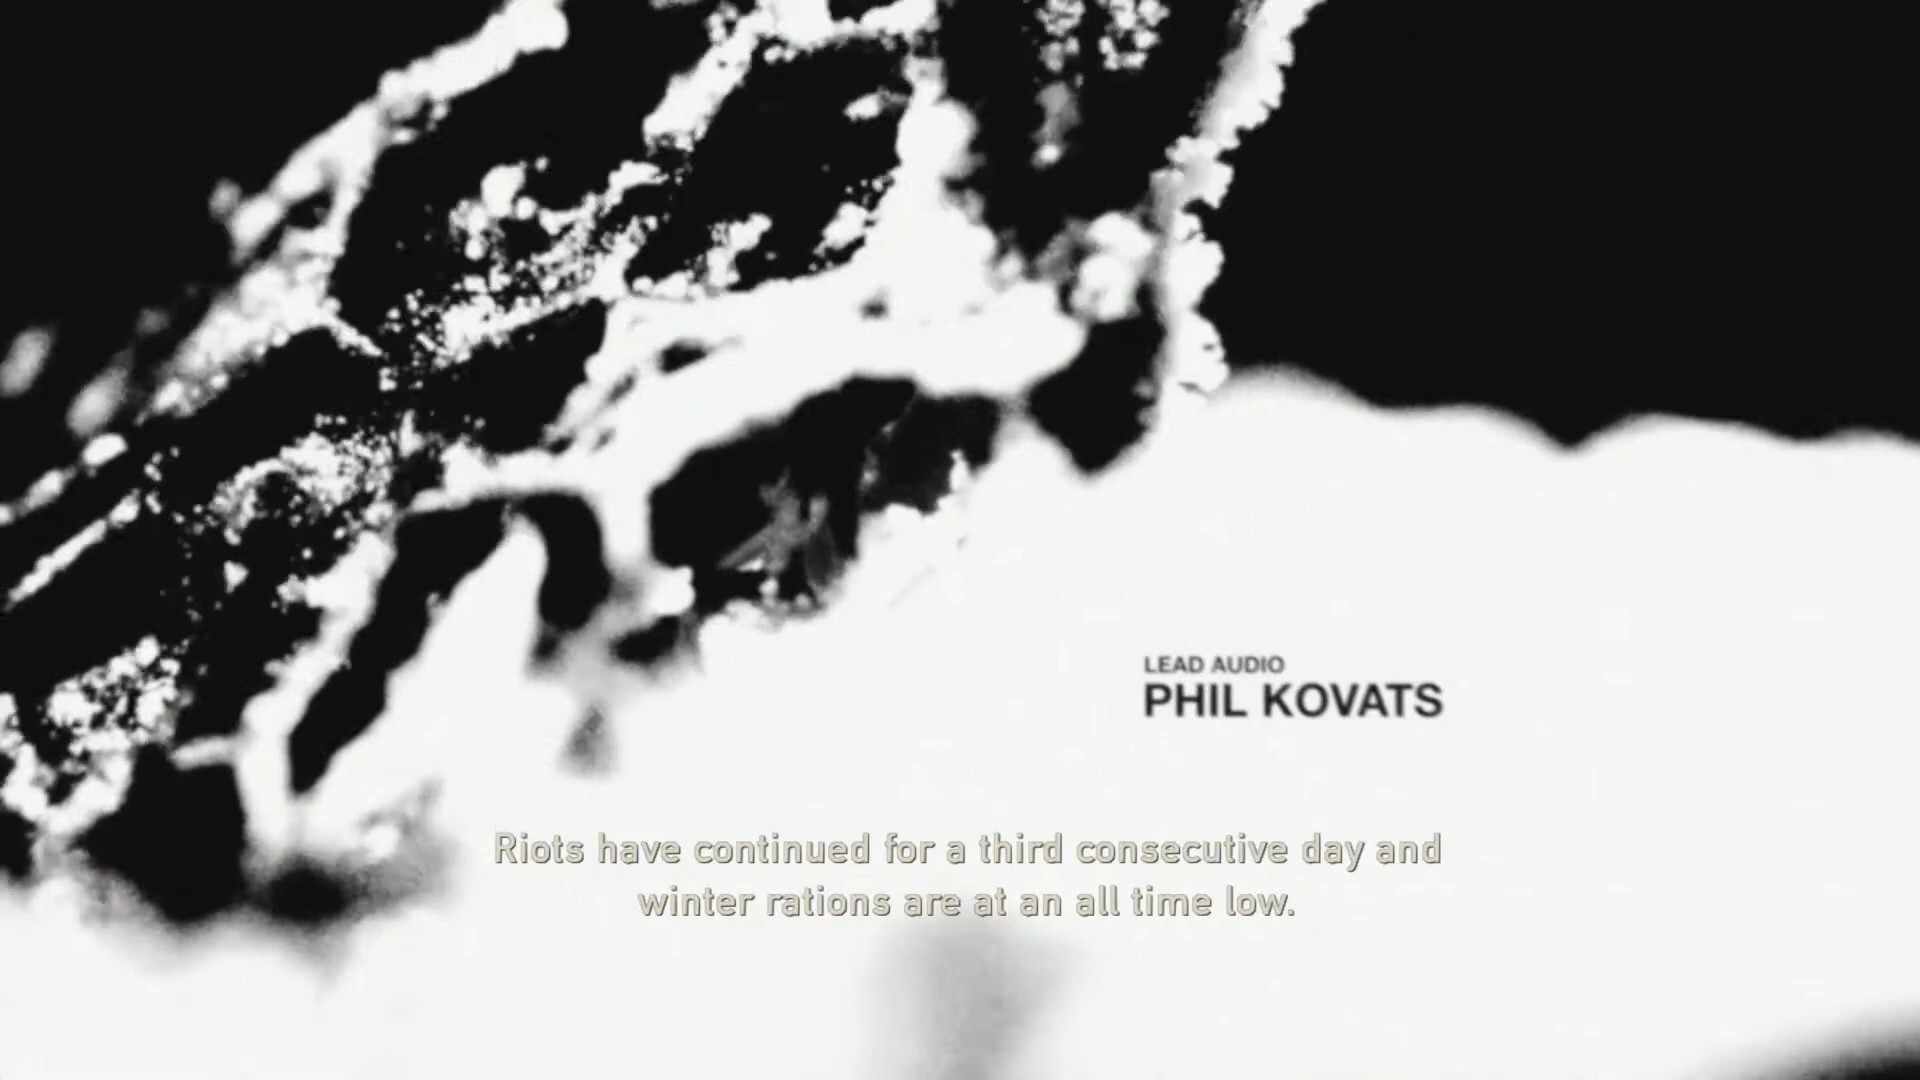 LEAD AUDIO
PHIL KOVATS
Riots have continued for a third consecutive day and
winter rations are at an all time low.